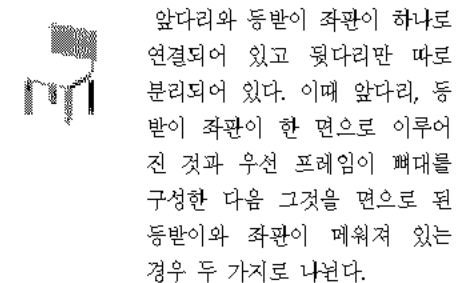 앞다리와 등받이 좌판이 하나로
연결되어 있고 뒷다리만 따로
분리되어 있다. 이때 앞다리, 등
받이 좌판이 한 면으로 이루어
진 것과 우선 프레임이 뼈대를
구성한 다음 그것을 면으로 된
등받이와 좌판이 메워져 있는
경우 두 가지로 나뉜다.